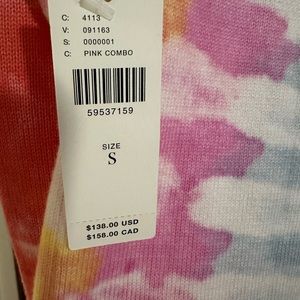 C: 4113
V: 091163
S: 0000001
C: PINK COMBO
59537159
SIZE
S
$138.00 USD
$158.00 CAD